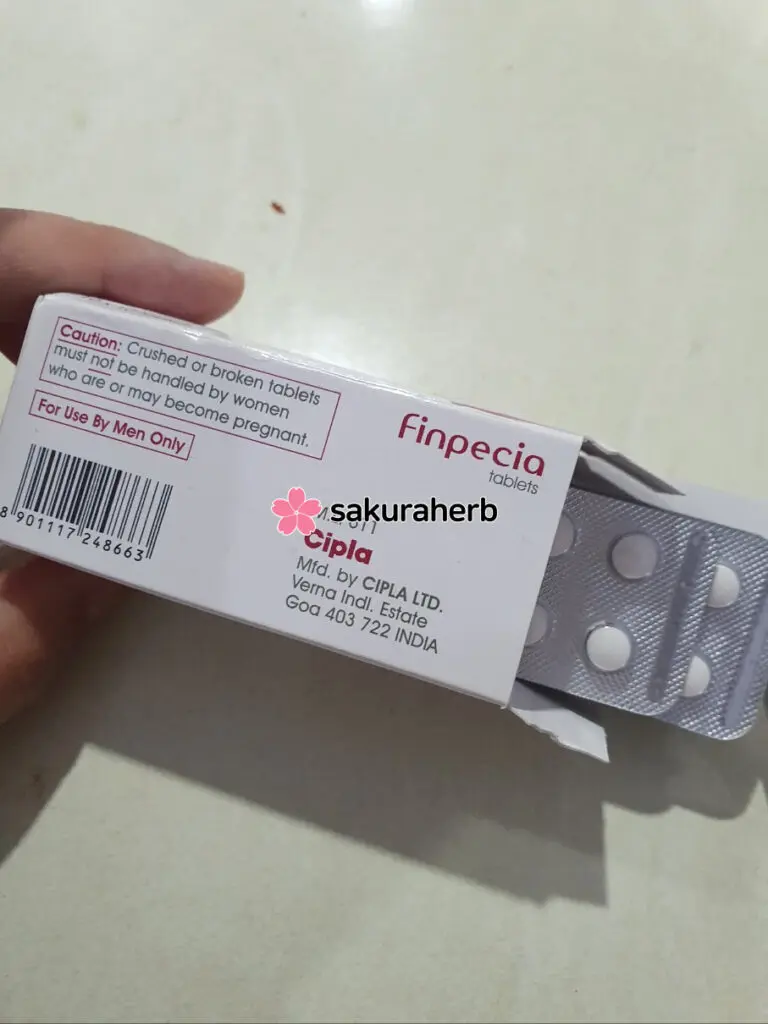 Caution: Crushed or broken tablets
must not be handled by women
who are or may become pregnant.
For Use By Men Only
8 901117 248663
Finpecia
tablets
sakuraherb
Cipla
Mfd. by CIPLA LTD.
Verna Indl. Estate
Goa 403 722 INDIA